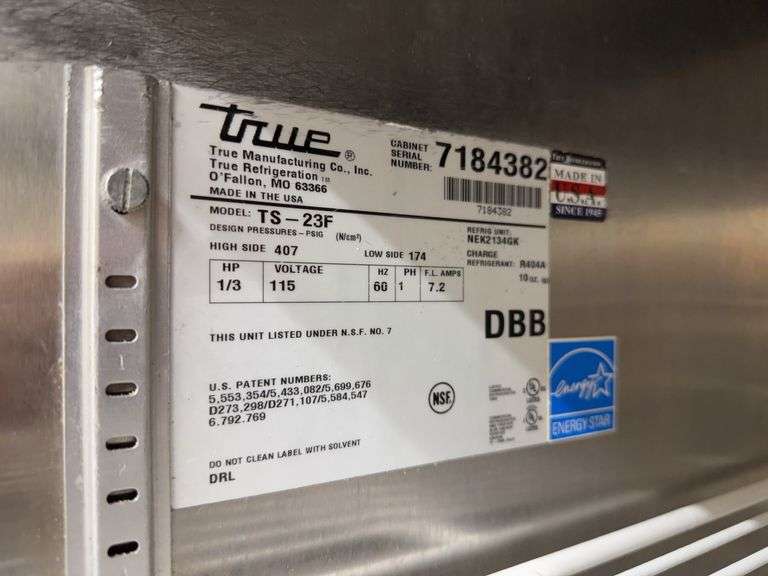 true ®
True Manufacturing Co., Inc.
True Refrigeration TM
O'Fallon, MO 63366
MADE IN THE USA
CABINET
SERIAL
NUMBER: 7184382
7184382
TRUE REFRIGERATION
MADE IN
U.S.A.
SINCE 1945
MODEL: TS-23F
DESIGN PRESSURES - PSIG (N/cm²)
HIGH SIDE 407 LOW SIDE 174
REFRIG UNIT:
NEK2134GK
CHARGE
REFRIGERANT: R404A
10 oz.
HP VOLTAGE HZ PH F.L. AMPS
1/3 115 60 1 7.2
DBB
THIS UNIT LISTED UNDER N.S.F. NO. 7
U.S. PATENT NUMBERS:
5,553,354/5,433,082/5,699,676
D273,298/D271,107/5,584,547
6.792.769
NSF
energy
ENERGY STAR
DO NOT CLEAN LABEL WITH SOLVENT
DRL